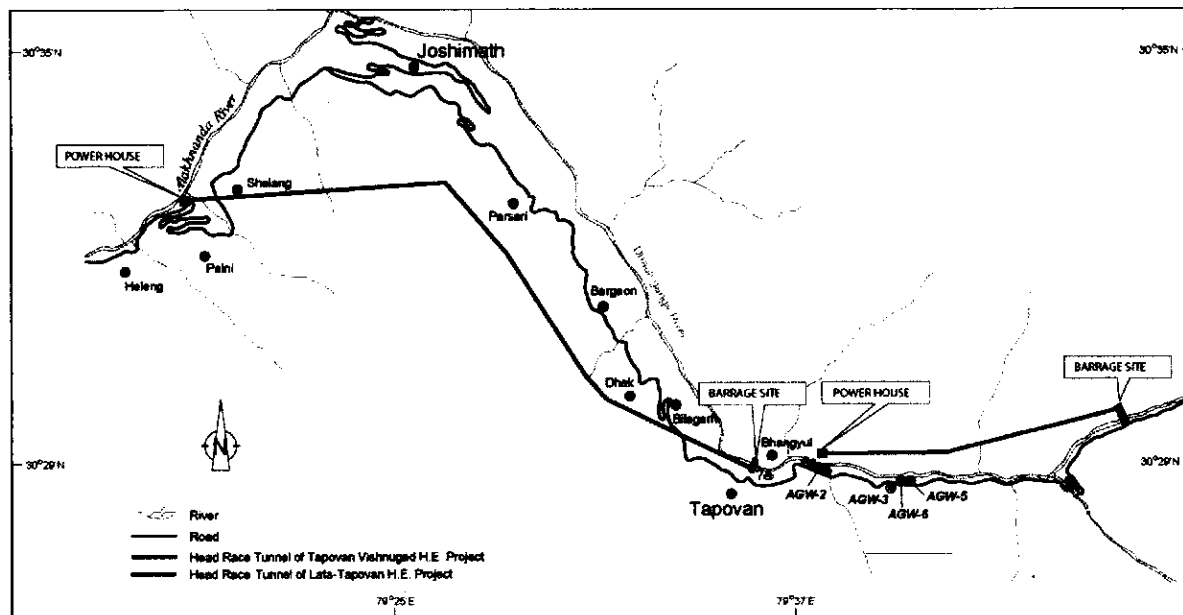 30°35'N
30°35'N
Joshimath
POWER HOUSE
Shelang
Parsari
Paini
Helang
Bargaon
Dhak
BARRAGE SITE
POWER HOUSE
BARRAGE SITE
Bhangyul
30°29'N
30°29'N
AGW-2
AGW-3
AGW-5
AGW-6
Tapovan
N
River
Road
Head Race Tunnel of Tapovan Vishnugad H.E. Project
Head Race Tunnel of Lata-Tapovan H.E. Project
79°25'E
79°37'E